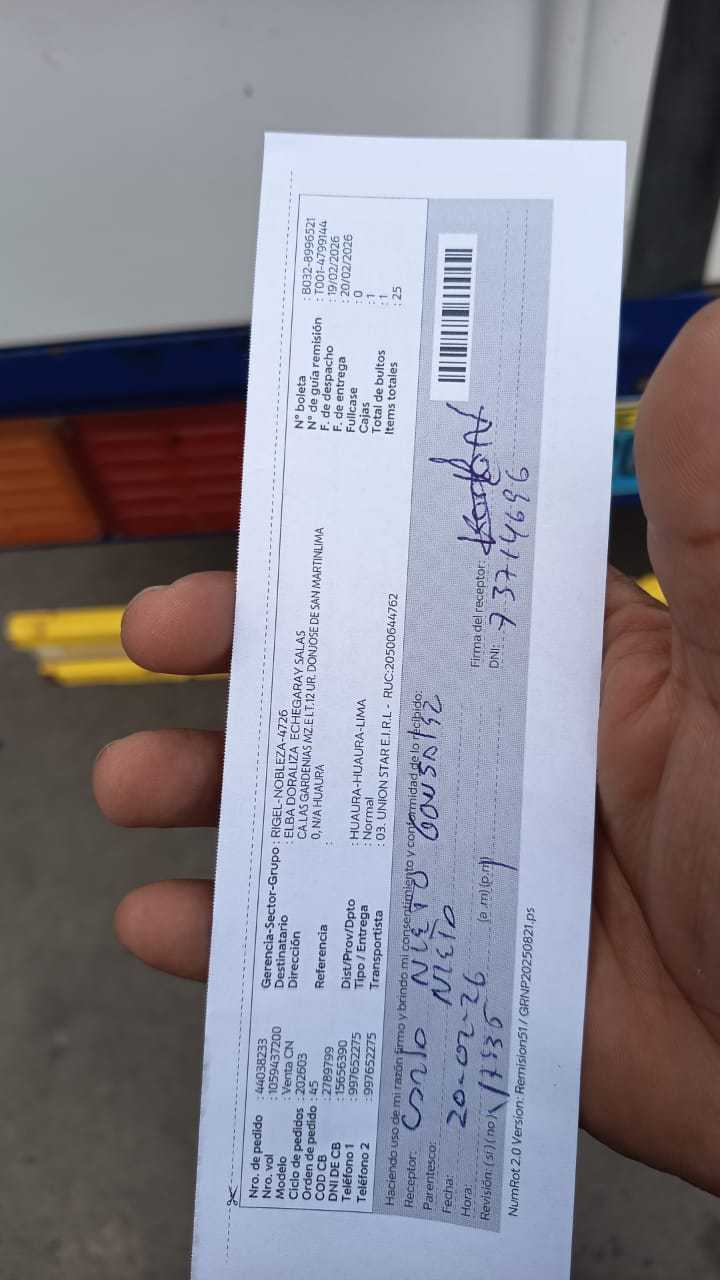 Nro. de pedido : 44038233
Nro. vol : 1059437200
Modelo : Venta CN
Ciclo de pedidos : 202603
Orden de pedido : 45
COD CB : 2789799
DNI DE CB : 15656390
Teléfono 1 : 997652275
Teléfono 2 : 997652275
Gerencia-Sector-Grupo : RIGEL-NOBLEZA-4726
Destinatario : ELBA DORALIZA ECHEGARAY SALAS
Dirección CA.LAS GARDENIAS MZ.E LT.12 UR. DONJOSE DE SAN MARTINLIMA
0, N/A HUAURA
Referencia :
Dist/Prov/Dpto : HUAURA-HUAURA-LIMA
Tipo / Entrega : Normal
Transportista : 03. UNION STAR E.I.R.L - RUC:20500644762
N° boleta : B032-8996521
N° de guía remisión : T001-4799144
F. de despacho : 19/02/2026
F. de entrega : 20/02/2026
Fullcase : 0
Cajas : 1
Total de bultos : 1
Items totales : 25
Haciendo uso de mi razón firmo y brindo mi consentimiento y conformidad de lo recibido:
Receptor: NIETO
Parentesco: NIETO
Fecha: 20-02-26
Hora: (a.m) (p.m)
Revisión: (si) (no)
Firma del receptor:
DNI: 73714696
NumRot 2.0 Version: Remision51 / GRNP20250821.ps